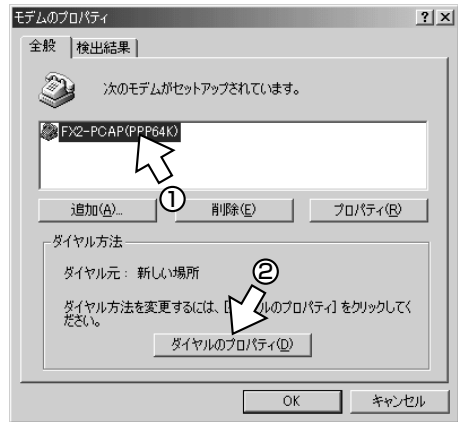 モデムのプロパティ
? ×
全般 検出結果
次のモデムがセットアップされています。
FX2-PCAP(PPP64K)
①
追加(A)... 削除(E) プロパティ(R)
ダイヤル方法
ダイヤル元： 新しい場所
②
ダイヤル方法を変更するには、[ ルのプロパティ] をクリックしてく
ださい。
ダイヤルのプロパティ(D)
OK キャンセル